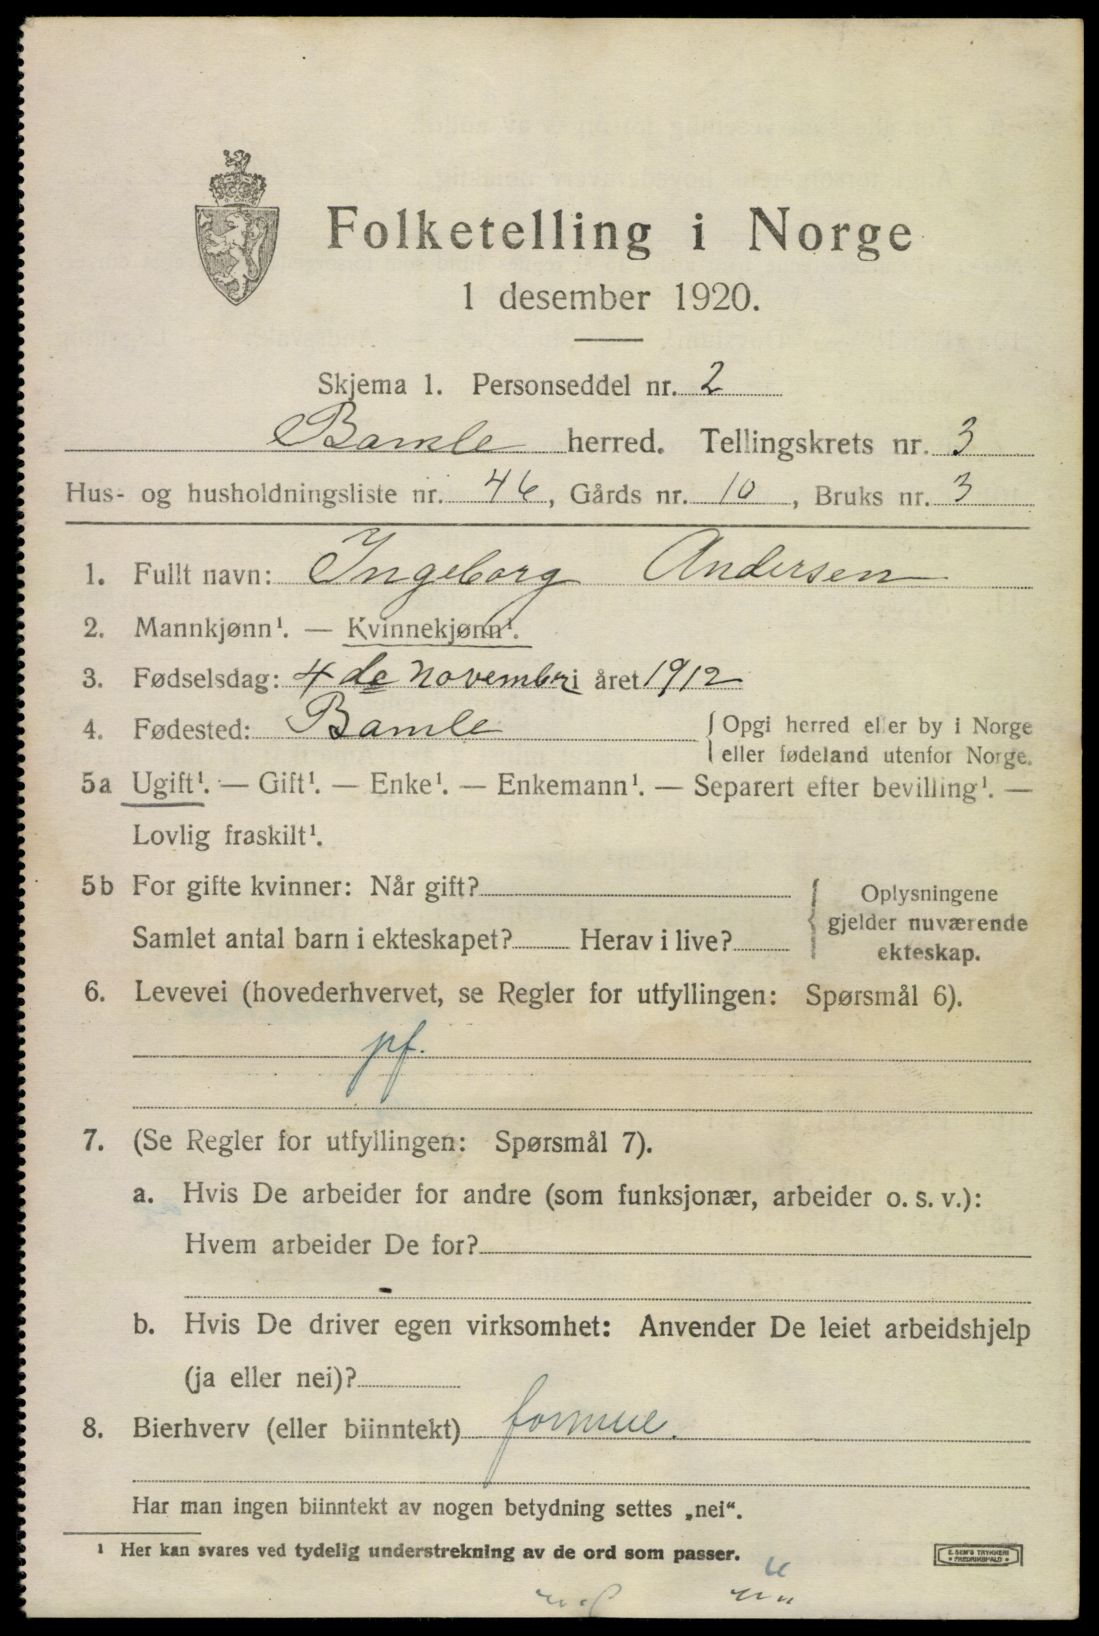 Folketelling i Norge
1 desember 1920.
Skjema 1. Personseddel nr. 2
Bamle herred. Tellingskrets nr. 3
Hus- og husholdningsliste nr. 46, Gårds nr. 10, Bruks nr. 3
1. Fullt navn: Ingeborg Andersen
2. Mannkjønn¹. — Kvinnekjønn¹.
3. Fødselsdag: 4de november i året 1912
4. Fødested: Bamle { Opgi herred eller by i Norge
eller fødeland utenfor Norge.
5a Ugift¹. — Gift¹. — Enke¹. — Enkemann¹. — Separert efter bevilling¹. —
Lovlig fraskilt¹.
5b For gifte kvinner: Når gift?
Samlet antal barn i ekteskapet? Herav i live?
{ Oplysningene
gjelder nuværende
ekteskap.
6. Levevei (hovederhvervet, se Regler for utfyllingen: Spørsmål 6).
pf.
7. (Se Regler for utfyllingen: Spørsmål 7).
a. Hvis De arbeider for andre (som funksjonær, arbeider o. s. v.):
Hvem arbeider De for?
b. Hvis De driver egen virksomhet: Anvender De leiet arbeidshjelp
(ja eller nei)?
8. Bierhverv (eller biinntekt) formue.
Har man ingen biinntekt av nogen betydning settes „nei“.
¹ Her kan svares ved tydelig understrekning av de ord som passer.
E. SEM'S TRYKKERI
• FREDRIKSHALD •